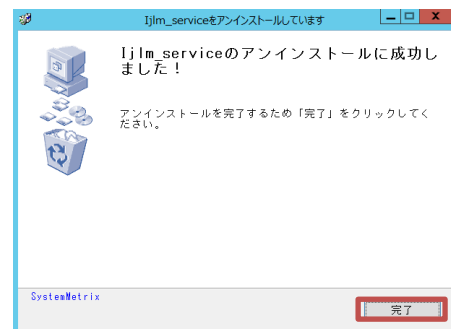 Ijlm_serviceをアンインストールしています
Ijlm_serviceのアンインストールに成功し
ました！
アンインストールを完了するため「完了」をクリックしてく
ださい。
SystemMetrix
完了